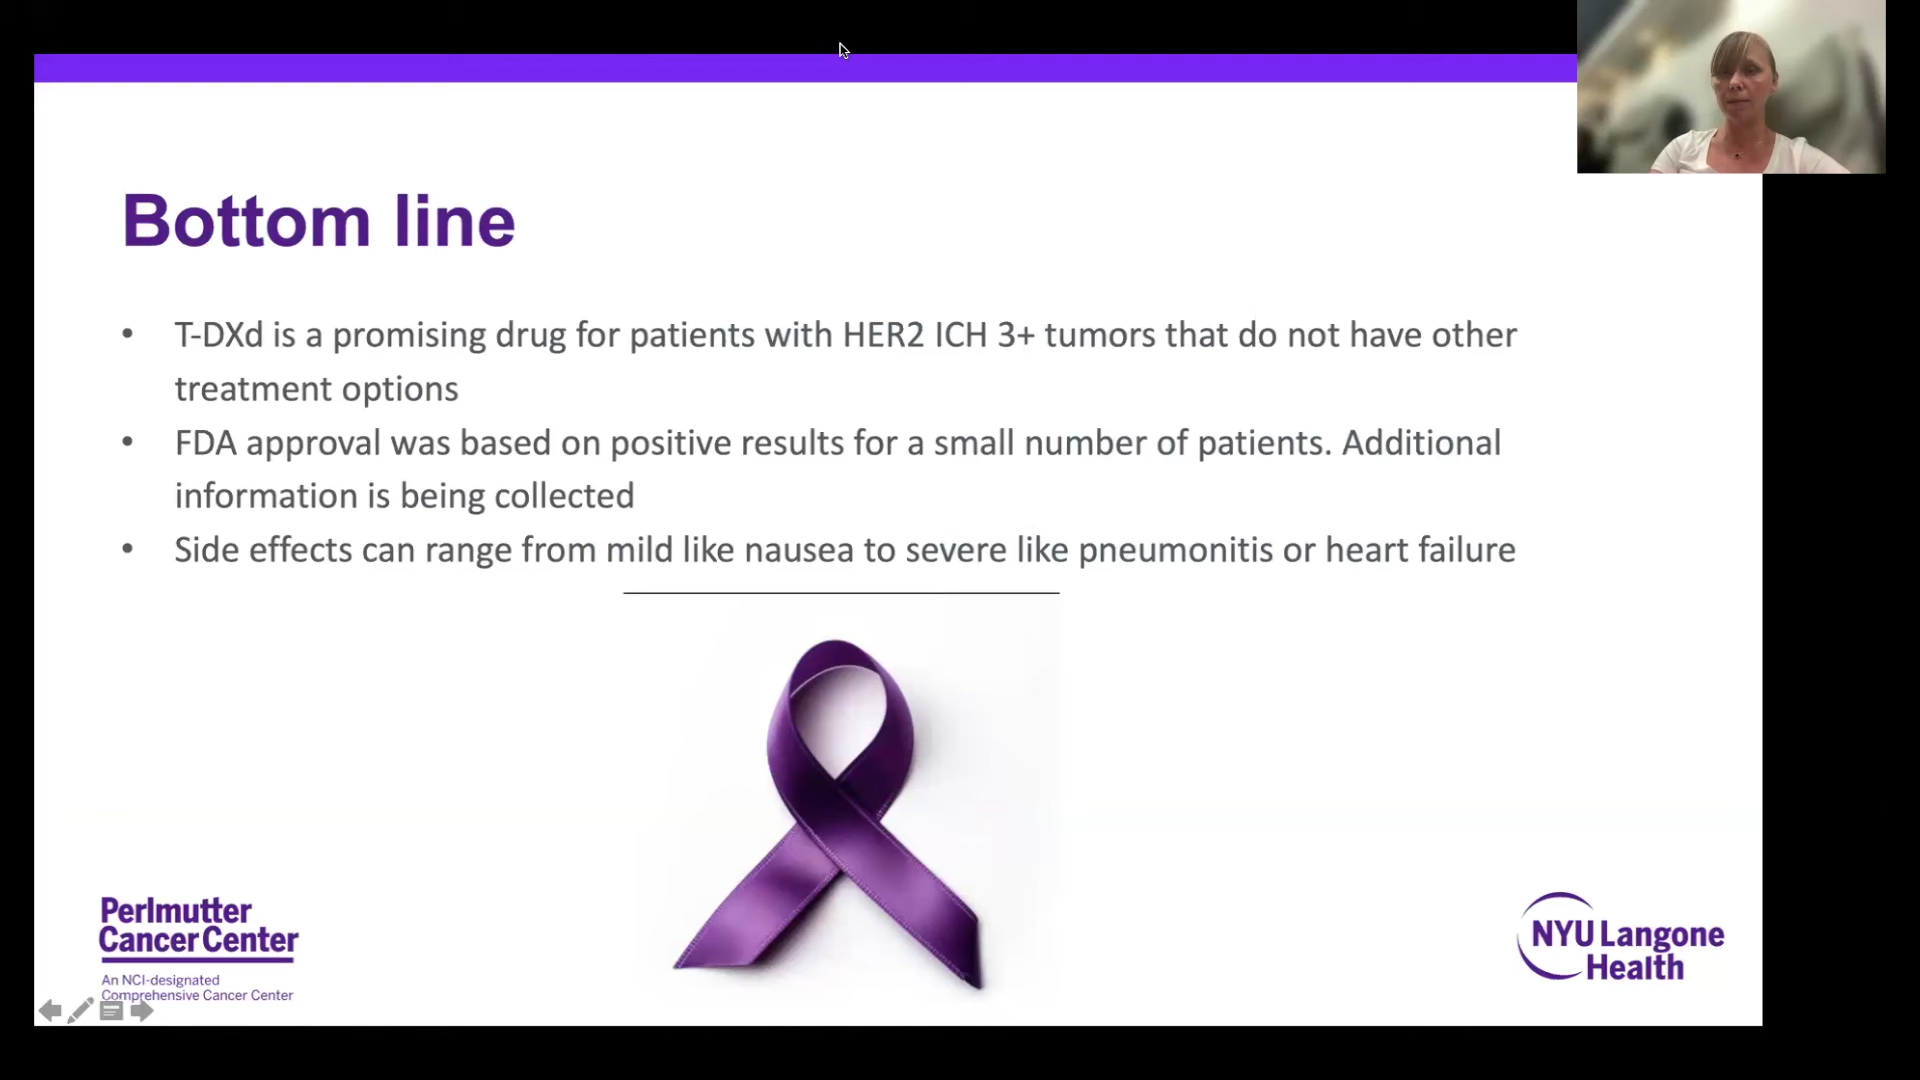 Bottom line
• T-DXd is a promising drug for patients with HER2 ICH 3+ tumors that do not have other
treatment options
• FDA approval was based on positive results for a small number of patients. Additional
information is being collected
• Side effects can range from mild like nausea to severe like pneumonitis or heart failure
Perlmutter
Cancer Center
An NCI-designated
Comprehensive Cancer Center
NYU Langone
Health